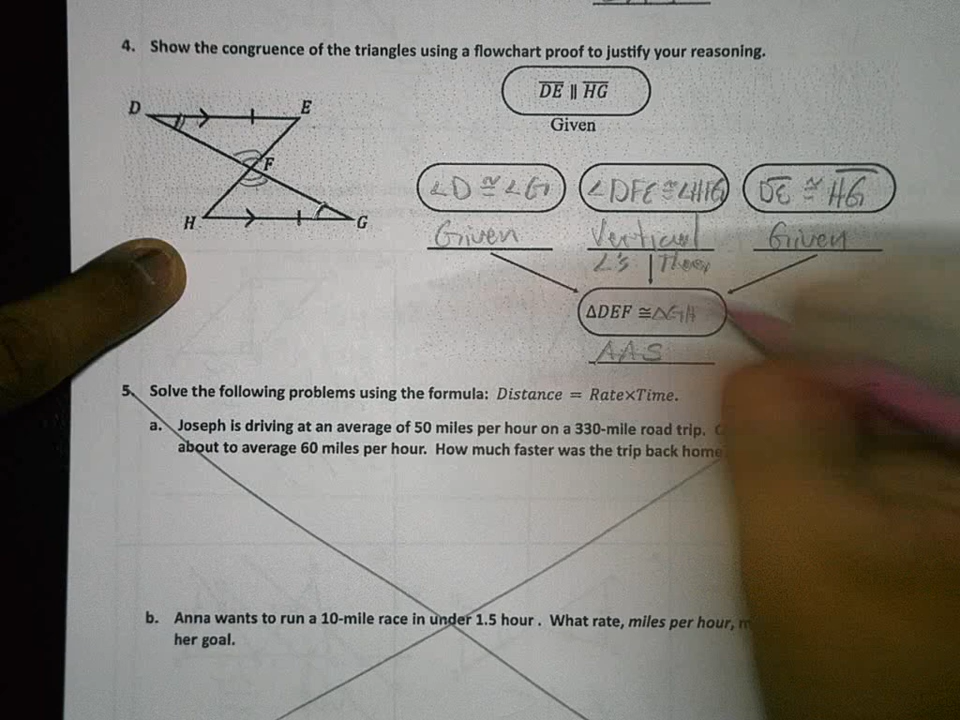 4. Show the congruence of the triangles using a flowchart proof to justify your reasoning.
DE || HG
Given
D
E
F
H
G
∠D ≅ ∠G
∠DFE ≅
DE ≅ HG
Given
Vertical
Given
∠'s
ΔDEF ≅
AAS
5. Solve the following problems using the formula: Distance = Rate×Time.
a. Joseph is driving at an average of 50 miles per hour on a 330-mile road trip.
about to average 60 miles per hour. How much faster was the trip back home
b. Anna wants to run a 10-mile race in under 1.5 hour . What rate, miles per hour,
her goal.